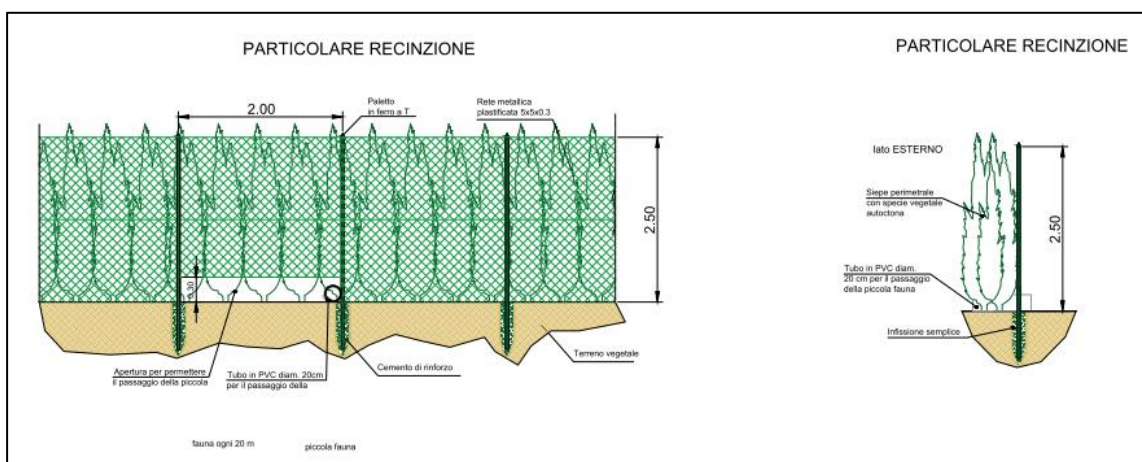 PARTICOLARE RECINZIONE
2.00
Paletto
in ferro a T
Rete metallica
plastificata 5x5x0.3
2.50
0,30
Apertura per permettere
il passaggio della piccola
Tubo in PVC diam. 20cm
per il passaggio della
Cemento di rinforzo
Terreno vegetale
fauna ogni 20 m
piccola fauna
PARTICOLARE RECINZIONE
lato ESTERNO
Siepe perimetrale
con specie vegetale
autoctona
2.50
Tubo in PVC diam.
20 cm per il passaggio
della piccola fauna
Infissione semplice